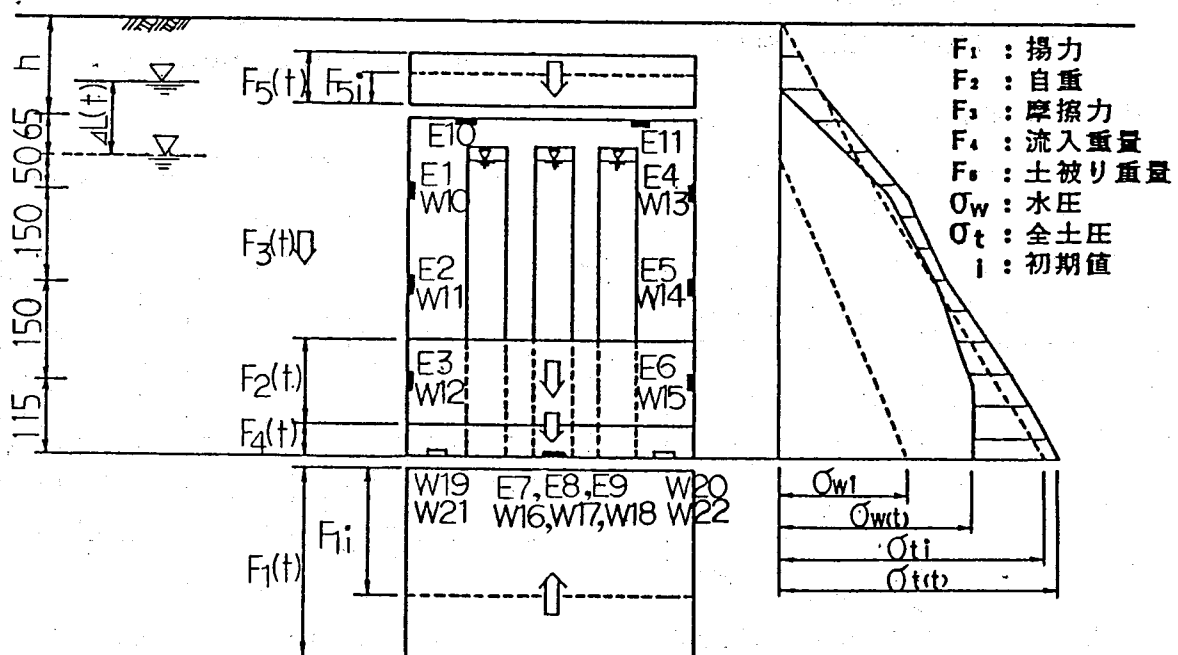 h
65
50
150
150
115
ΔL(t)
F₅(t)
F₅i
F₃(t)
F₂(t)
F₄(t)
F₁(t)
F₁i
E10
E11
E1
W10
E4
W13
E2
W11
E5
W14
E3
W12
E6
W15
W19 E7,E8,E9 W20
W21 W16,W17,W18 W22
F₁ : 揚力
F₂ : 自重
F₃ : 摩擦力
F₄ : 流入重量
F₅ : 土被り重量
σw : 水圧
σt : 全土圧
i : 初期値
σwi
σw(t)
σti
σt(t)